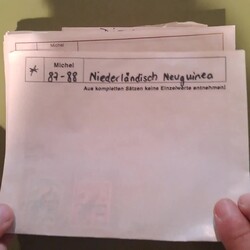 Michel
* 87-88 Niederländisch Neuguinea
Aus kompletten Sätzen keine Einzelwerte entnehmen!